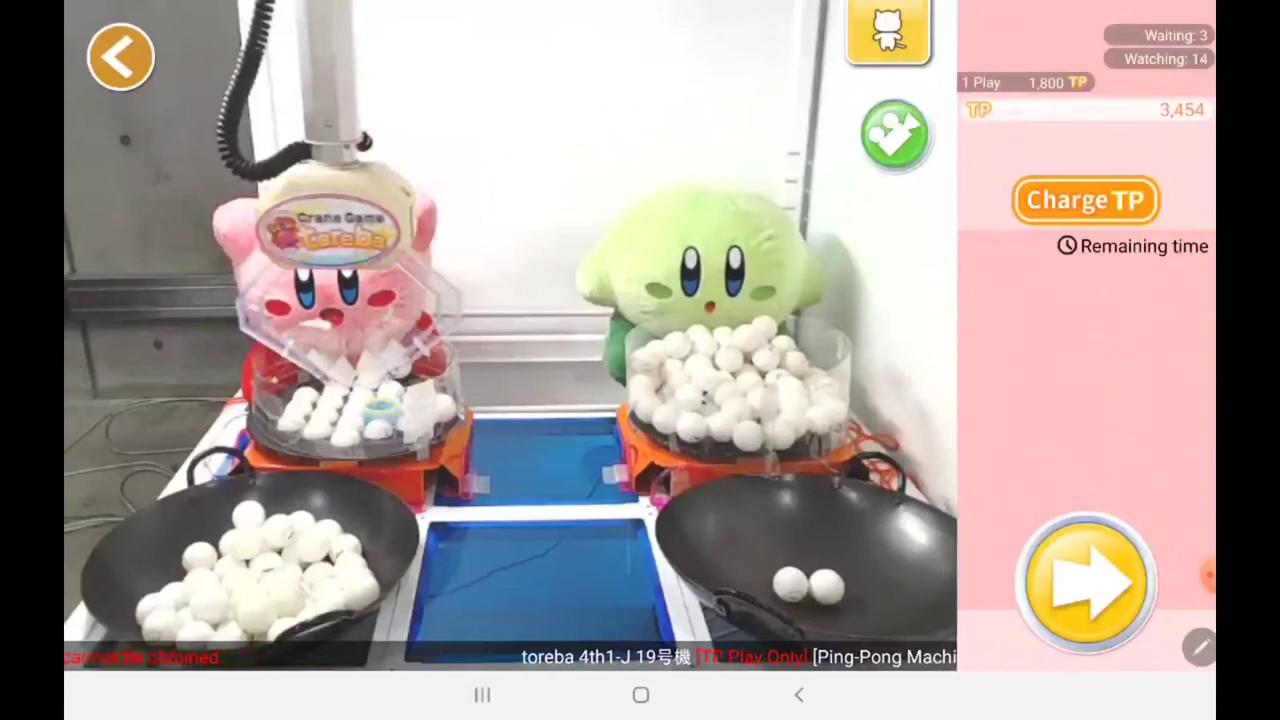 Waiting: 3
Watching: 14
1 Play 1,800 TP
TP 3,454
Crane Game
toreba
Charge TP
Remaining time
cannot be obtained.
toreba 4th1-J 19号機 [TP Play Only] [Ping-Pong Machi